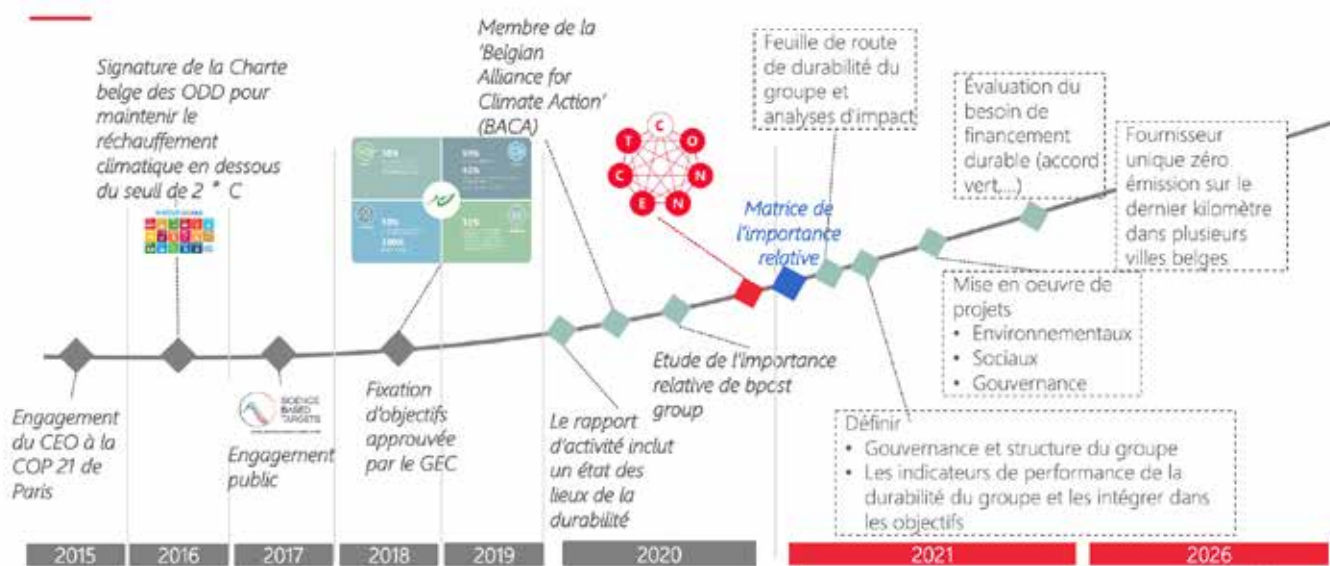 Signature de la Charte
belge des ODD pour
maintenir le
réchauffement
climatique en dessous
du seuil de 2 ° C
Membre de la
'Belgian
Alliance for
Climate Action'
(BACA)
C
O
N
N
E
C
T
Matrice de
l'importance
relative
Feuille de route
de durabilité du
groupe et
analyses d'impact
Évaluation du
besoin de
financement
durable (accord
vert,...)
Fournisseur
unique zéro
émission sur le
dernier kilomètre
dans plusieurs
villes belges
Engagement
du CEO à la
COP 21 de
Paris
SCIENCE
BASED
TARGETS
Engagement
public
Fixation
d'objectifs
approuvée
par le GEC
Le rapport
d'activité inclut
un état des
lieux de la
durabilité
Etude de l'importance
relative de bpost
group
Mise en oeuvre de
projets
• Environnementaux
• Sociaux
• Gouvernance
Définir
• Gouvernance et structure du groupe
• Les indicateurs de performance de la
durabilité du groupe et les intégrer dans
les objectifs
2015
2016
2017
2018
2019
2020
2021
2026